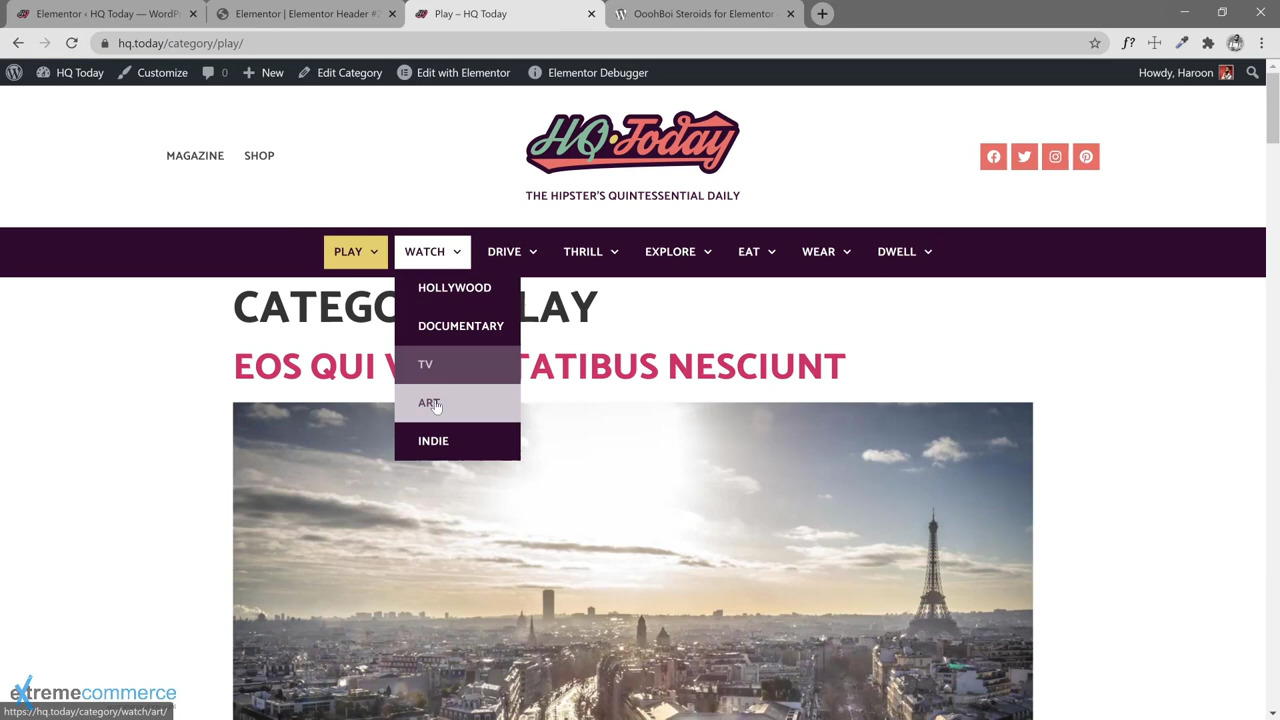 Elementor ‹ HQ Today — WordP
Elementor | Elementor Header #2
Play – HQ Today
OoohBoi Steroids for Elementor
hq.today/category/play/
HQ Today
Customize
0
New
Edit Category
Edit with Elementor
Elementor Debugger
Howdy, Haroon
MAGAZINE
SHOP
HQ Today
THE HIPSTER'S QUINTESSENTIAL DAILY
PLAY
WATCH
DRIVE
THRILL
EXPLORE
EAT
WEAR
DWELL
HOLLYWOOD
DOCUMENTARY
TV
ART
INDIE
CATEGO LAY
EOS QUI V TATIBUS NESCIUNT
extremecommerce
https://hq.today/category/watch/art/